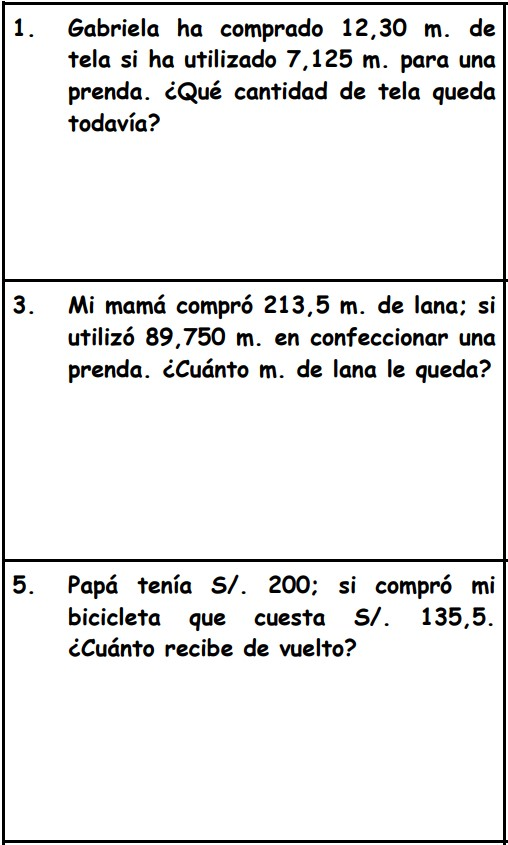 1. Gabriela ha comprado 12,30 m. de
tela si ha utilizado 7,125 m. para una
prenda. ¿Qué cantidad de tela queda
todavía?
3. Mi mamá compró 213,5 m. de lana; si
utilizó 89,750 m. en confeccionar una
prenda. ¿Cuánto m. de lana le queda?
5. Papá tenía S/. 200; si compró mi
bicicleta que cuesta S/. 135,5.
¿Cuánto recibe de vuelto?